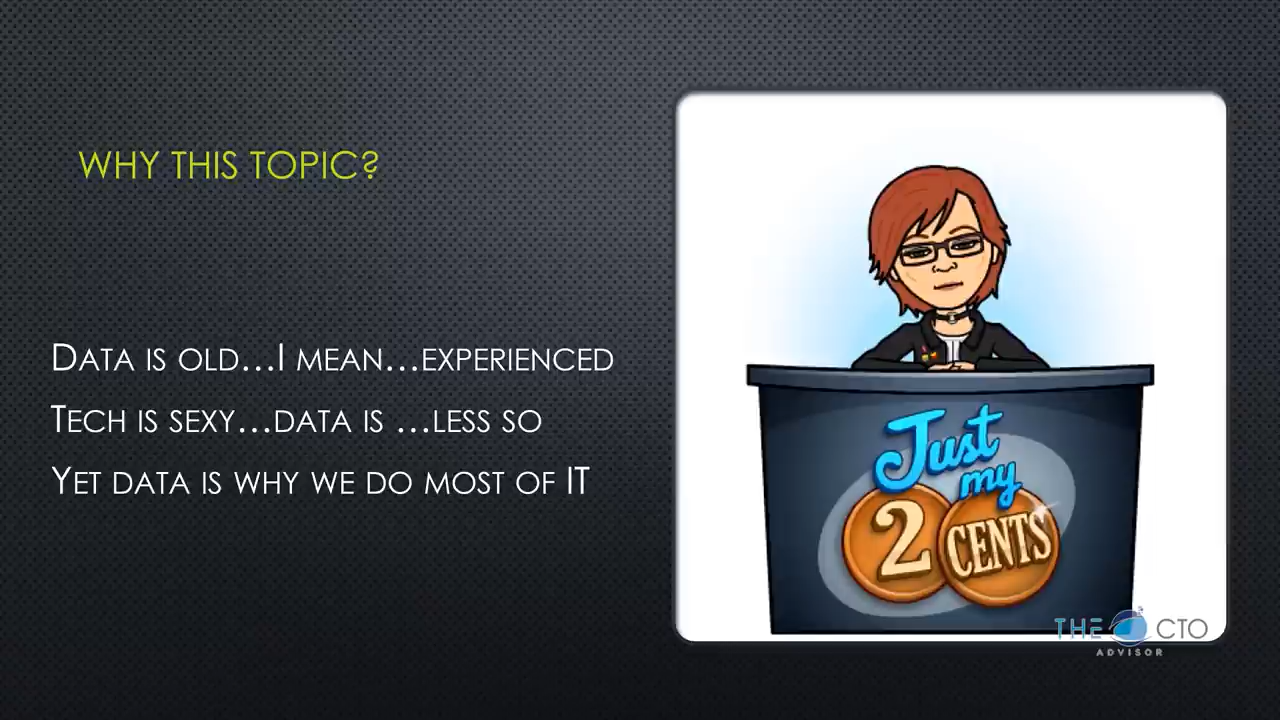 WHY THIS TOPIC?
DATA IS OLD...I MEAN...EXPERIENCED
TECH IS SEXY...DATA IS ...LESS SO
YET DATA IS WHY WE DO MOST OF IT
Just
my
2 CENTS
THE CTO
ADVISOR